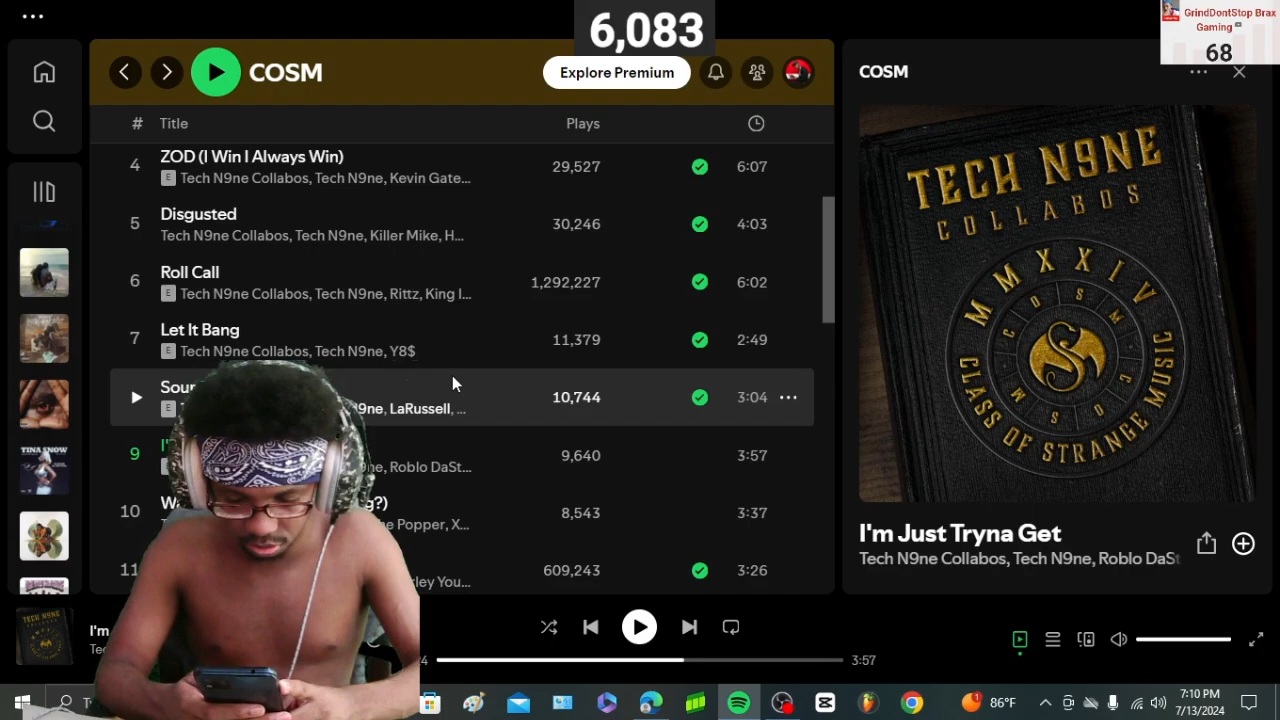 6,083
GrindDontStop Brax
Gaming
68
COSM
Explore Premium
COSM
# Title Plays
4 ZOD (I Win I Always Win) 29,527 6:07
E Tech N9ne Collabos, Tech N9ne, Kevin Gate...
5 Disgusted 30,246 4:03
Tech N9ne Collabos, Tech N9ne, Killer Mike, H...
6 Roll Call 1,292,227 6:02
E Tech N9ne Collabos, Tech N9ne, Rittz, King I...
7 Let It Bang 11,379 2:49
E Tech N9ne Collabos, Tech N9ne, Y8$
10,744 3:04
E LaRussell, ...
9 9,640 3:57
Roblo DaSt...
10 8,543 3:37
Popper, X...
11 609,243 3:26
TECH N9NE
COLLABOS
MMXXIV
COSM
COSM
CLASS OF STRANGE MUSIC
I'm Just Tryna Get
Tech N9ne Collabos, Tech N9ne, Roblo DaSt
TINA SNOW
TECH N9NE
I'm
3:57
86°F
7:10 PM
7/13/2024